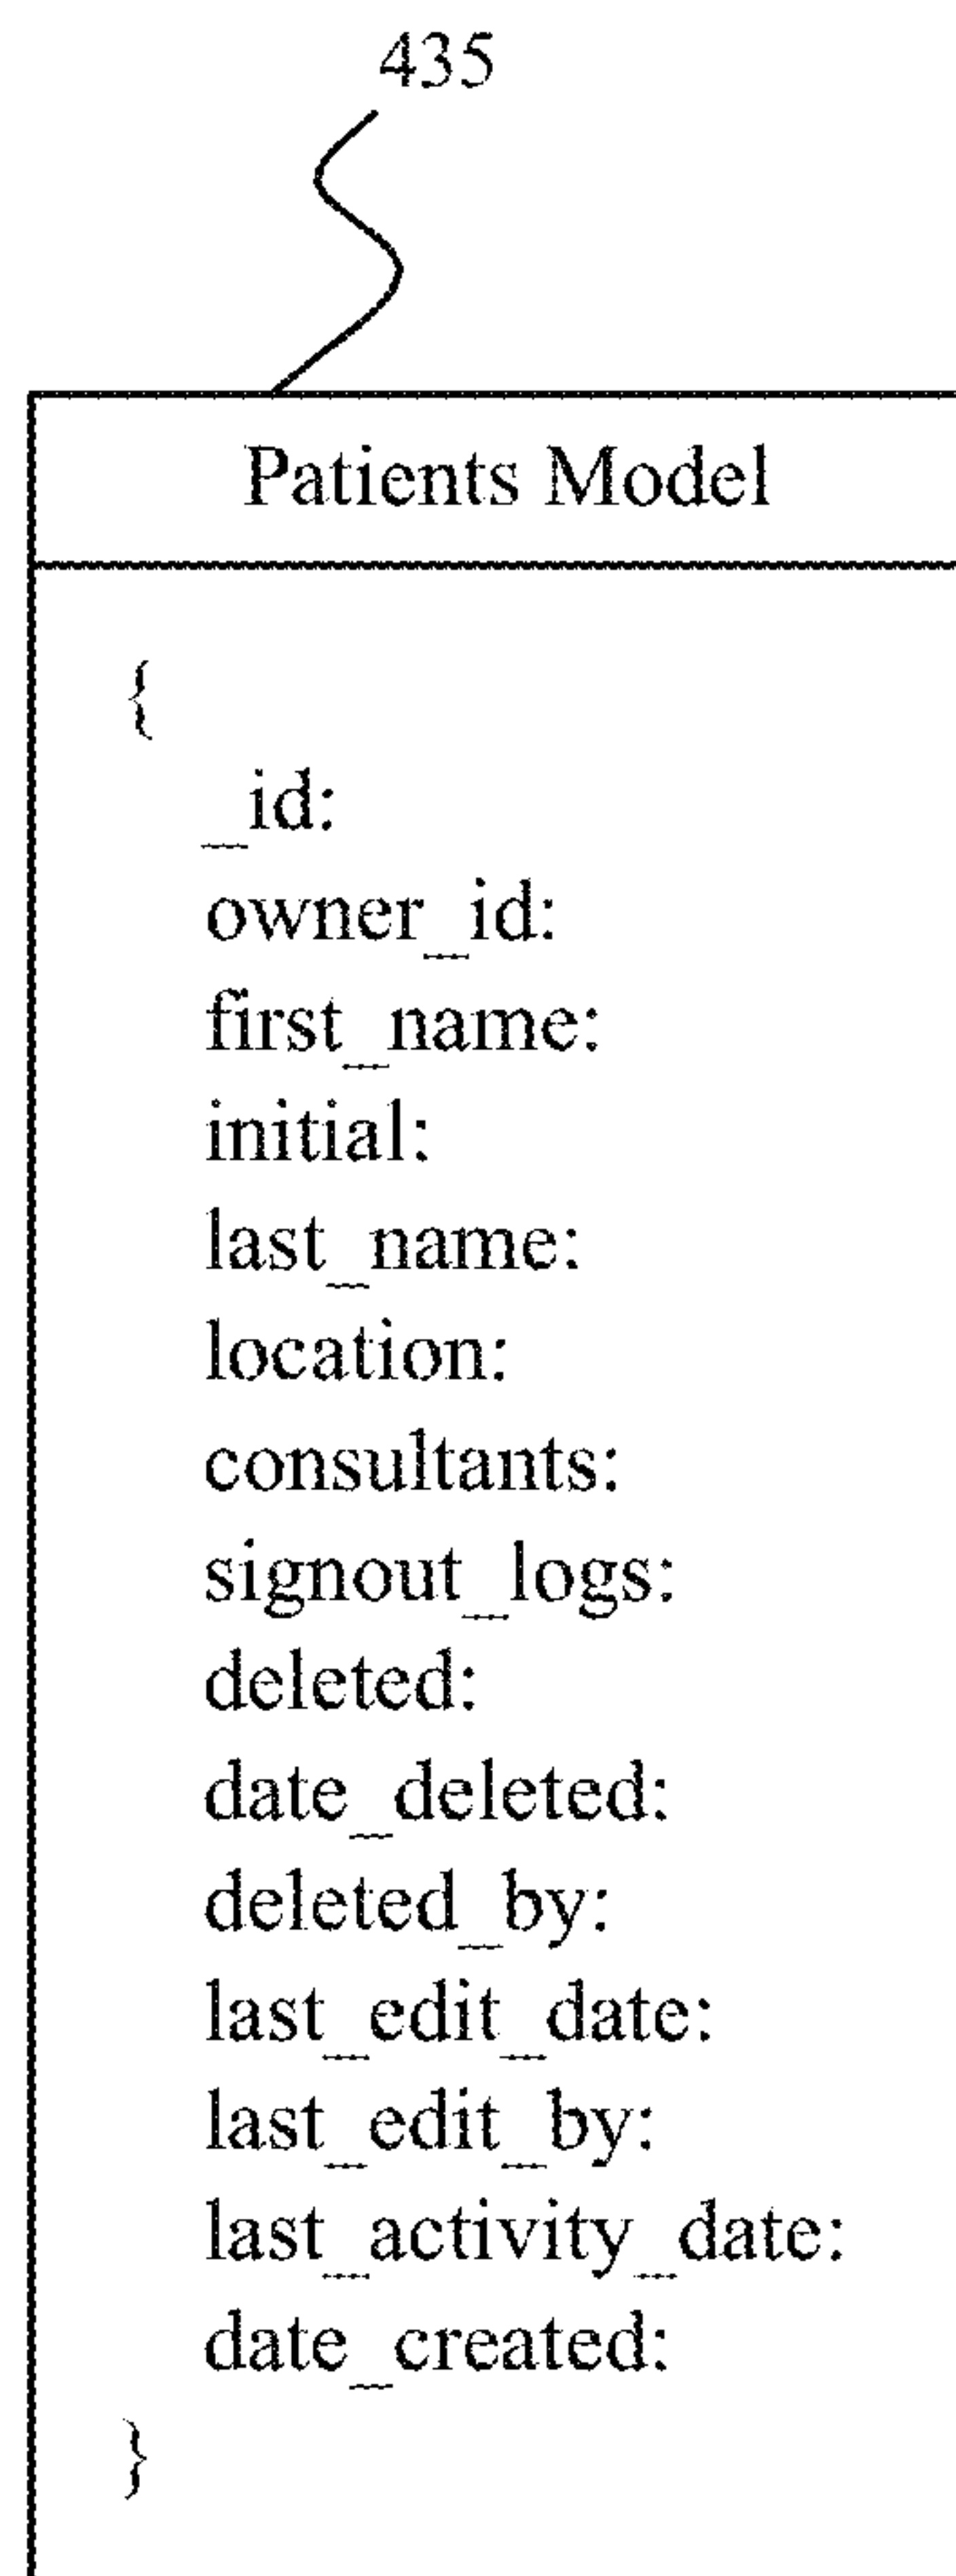 435
Patients Model
{
_id:
owner_id:
first_name:
initial:
last_name:
location:
consultants:
signout_logs:
deleted:
date_deleted:
deleted_by:
last_edit_date:
last_edit_by:
last_activity_date:
date_created:
}